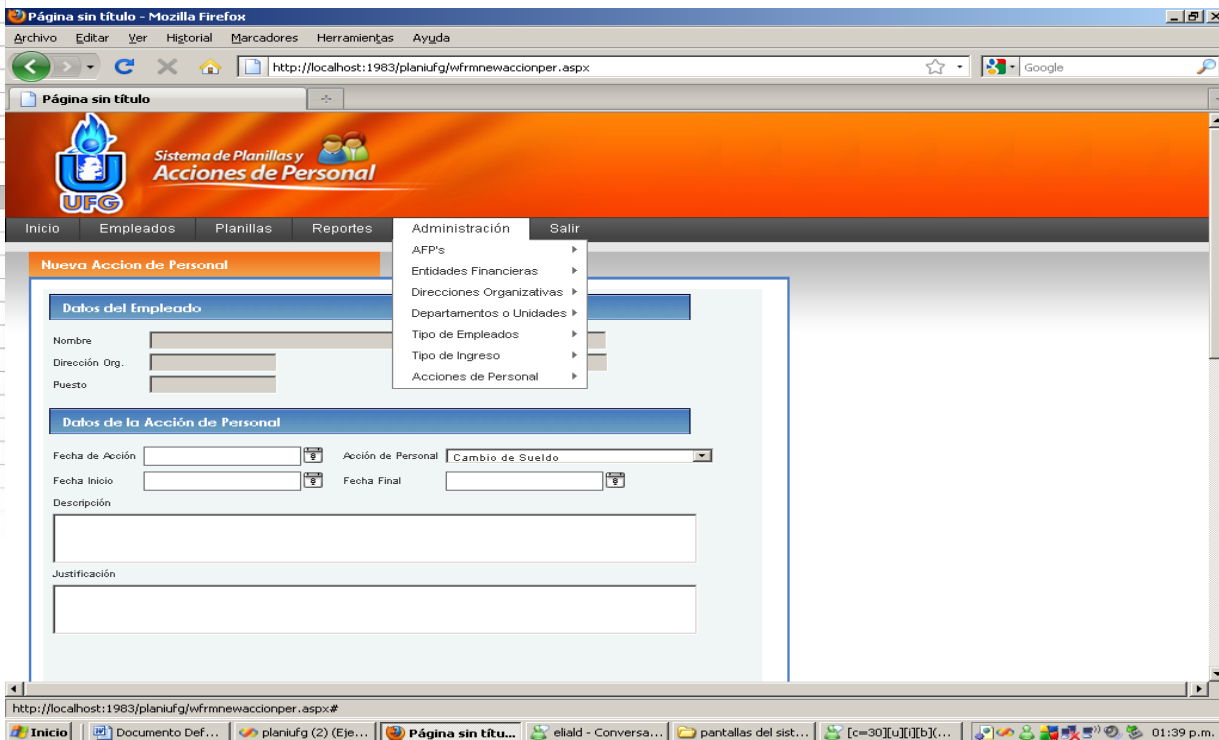 Página sin título - Mozilla Firefox
Archivo Editar Ver Historial Marcadores Herramientas Ayuda
http://localhost:1983/planiufg/wfrmnewaccionper.aspx
Google
Página sin título
UFG
Sistema de Planillas y
Acciones de Personal
Inicio Empleados Planillas Reportes Administración Salir
AFP's
Entidades Financieras
Direcciones Organizativas
Departamentos o Unidades
Tipo de Empleados
Tipo de Ingreso
Acciones de Personal
Nueva Accion de Personal
Datos del Empleado
Nombre
Dirección Org.
Puesto
Datos de la Acción de Personal
Fecha de Acción Acción de Personal Cambio de Sueldo
Fecha Inicio Fecha Final
Descripción
Justificación
http://localhost:1983/planiufg/wfrmnewaccionper.aspx#
Inicio Documento Def... planiufg (2) (Eje... Página sin títu... eliald - Conversa... pantallas del sist... [c=30][u][i][b](... 01:39 p.m.